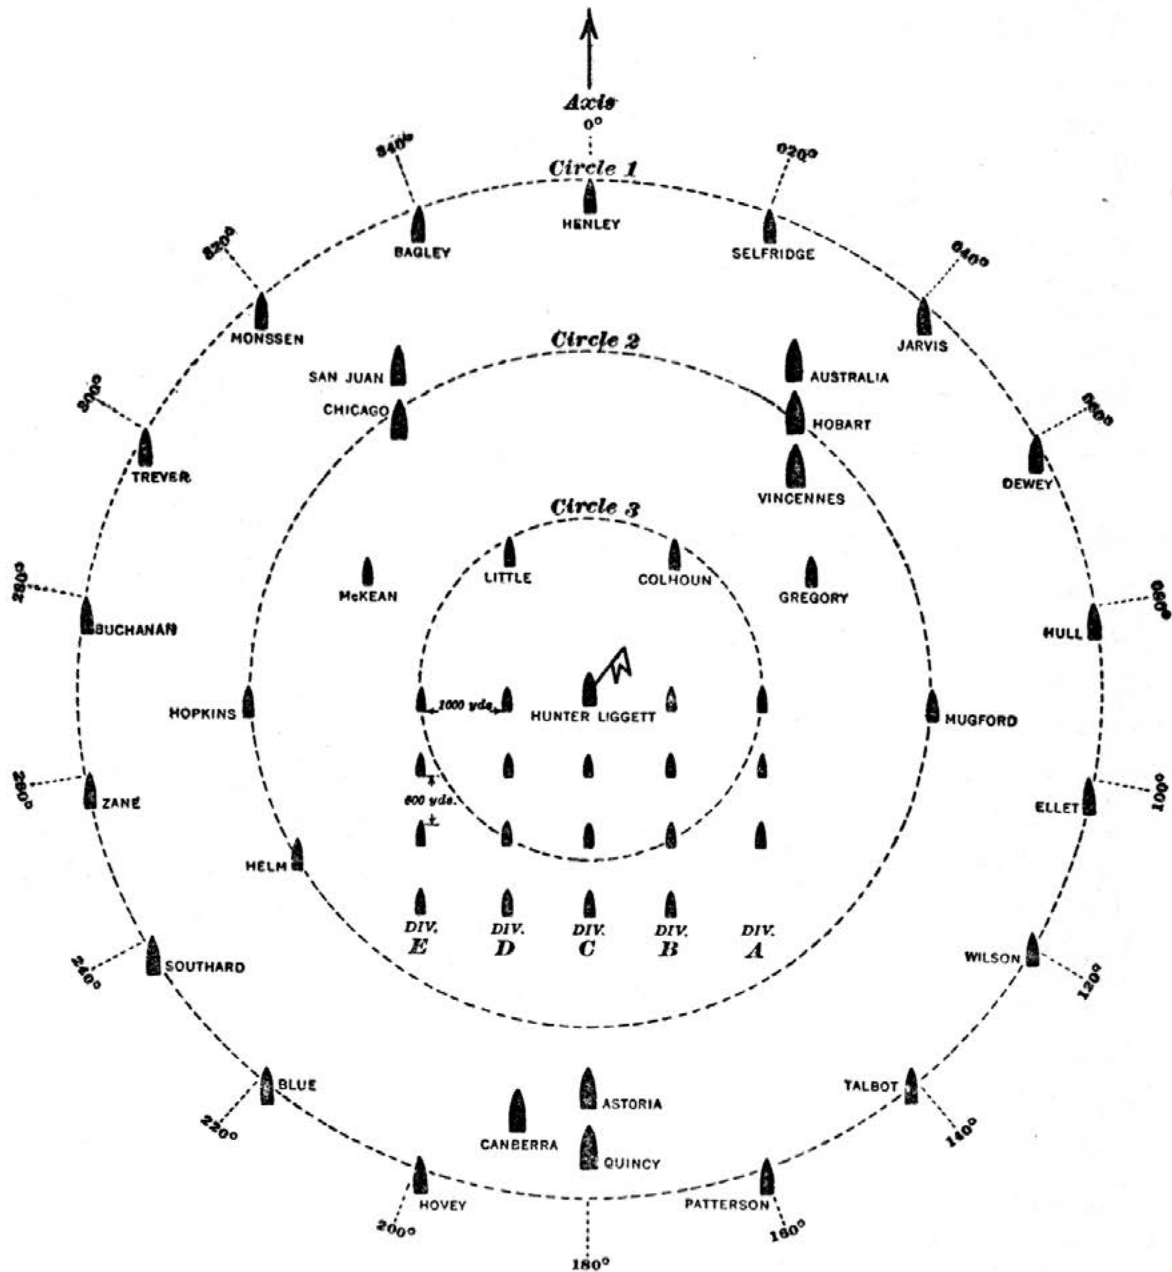 Axis
0°
340°
020°
Circle 1
HENLEY
BAGLEY
SELFRIDGE
320°
040°
MONSSEN
JARVIS
Circle 2
SAN JUAN
AUSTRALIA
CHICAGO
HOBART
300°
060°
TREVER
DEWEY
VINCENNES
Circle 3
LITTLE
COLHOUN
McKEAN
GREGORY
280°
080°
BUCHANAN
HULL
HOPKINS
1000 yds.
HUNTER LIGGETT
MUGFORD
260°
ZANE
600 yds.
ELLET
100°
HELM
DIV. DIV. DIV. DIV. DIV.
E D C B A
240°
SOUTHARD
WILSON
120°
BLUE
TALBOT
ASTORIA
220°
140°
CANBERRA
QUINCY
HOVEY
PATTERSON
200°
160°
180°